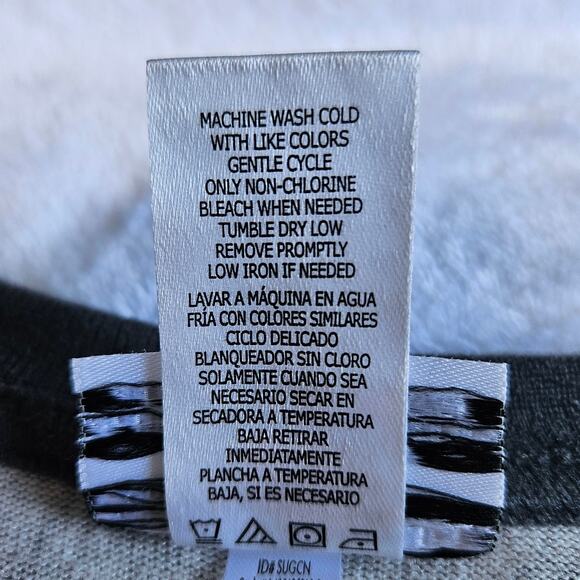 MACHINE WASH COLD
WITH LIKE COLORS
GENTLE CYCLE
ONLY NON-CHLORINE
BLEACH WHEN NEEDED
TUMBLE DRY LOW
REMOVE PROMPTLY
LOW IRON IF NEEDED
LAVAR A MÁQUINA EN AGUA
FRÍA CON COLORES SIMILARES
CICLO DELICADO
BLANQUEADOR SIN CLORO
SOLAMENTE CUANDO SEA
NECESARIO SECAR EN
SECADORA A TEMPERATURA
BAJA RETIRAR
INMEDIATAMENTE
PLANCHA A TEMPERATURA
BAJA, SI ES NECESARIO
ID# SUGCN